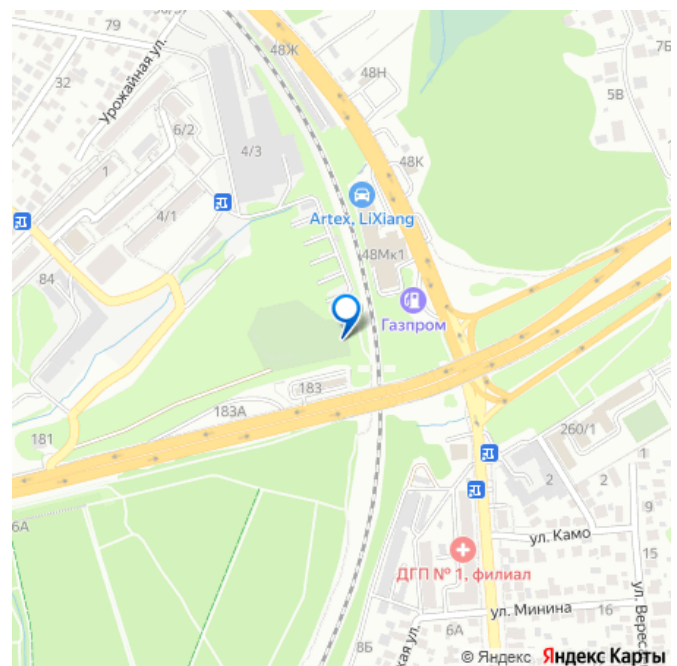 79
48Ж
7Б
32
Урожайная ул.
48Н
5В
6/2
4/3
48К
1
4/1
Artex, LiXiang
48Мк1
84
Газпром
183
183А
181
260/1
2
2
1
6А
9
ул. Камо
15
ДГП № 1, филиал
ул. Минина
16
6А
8Б
© Яндекс Яндекс Карты